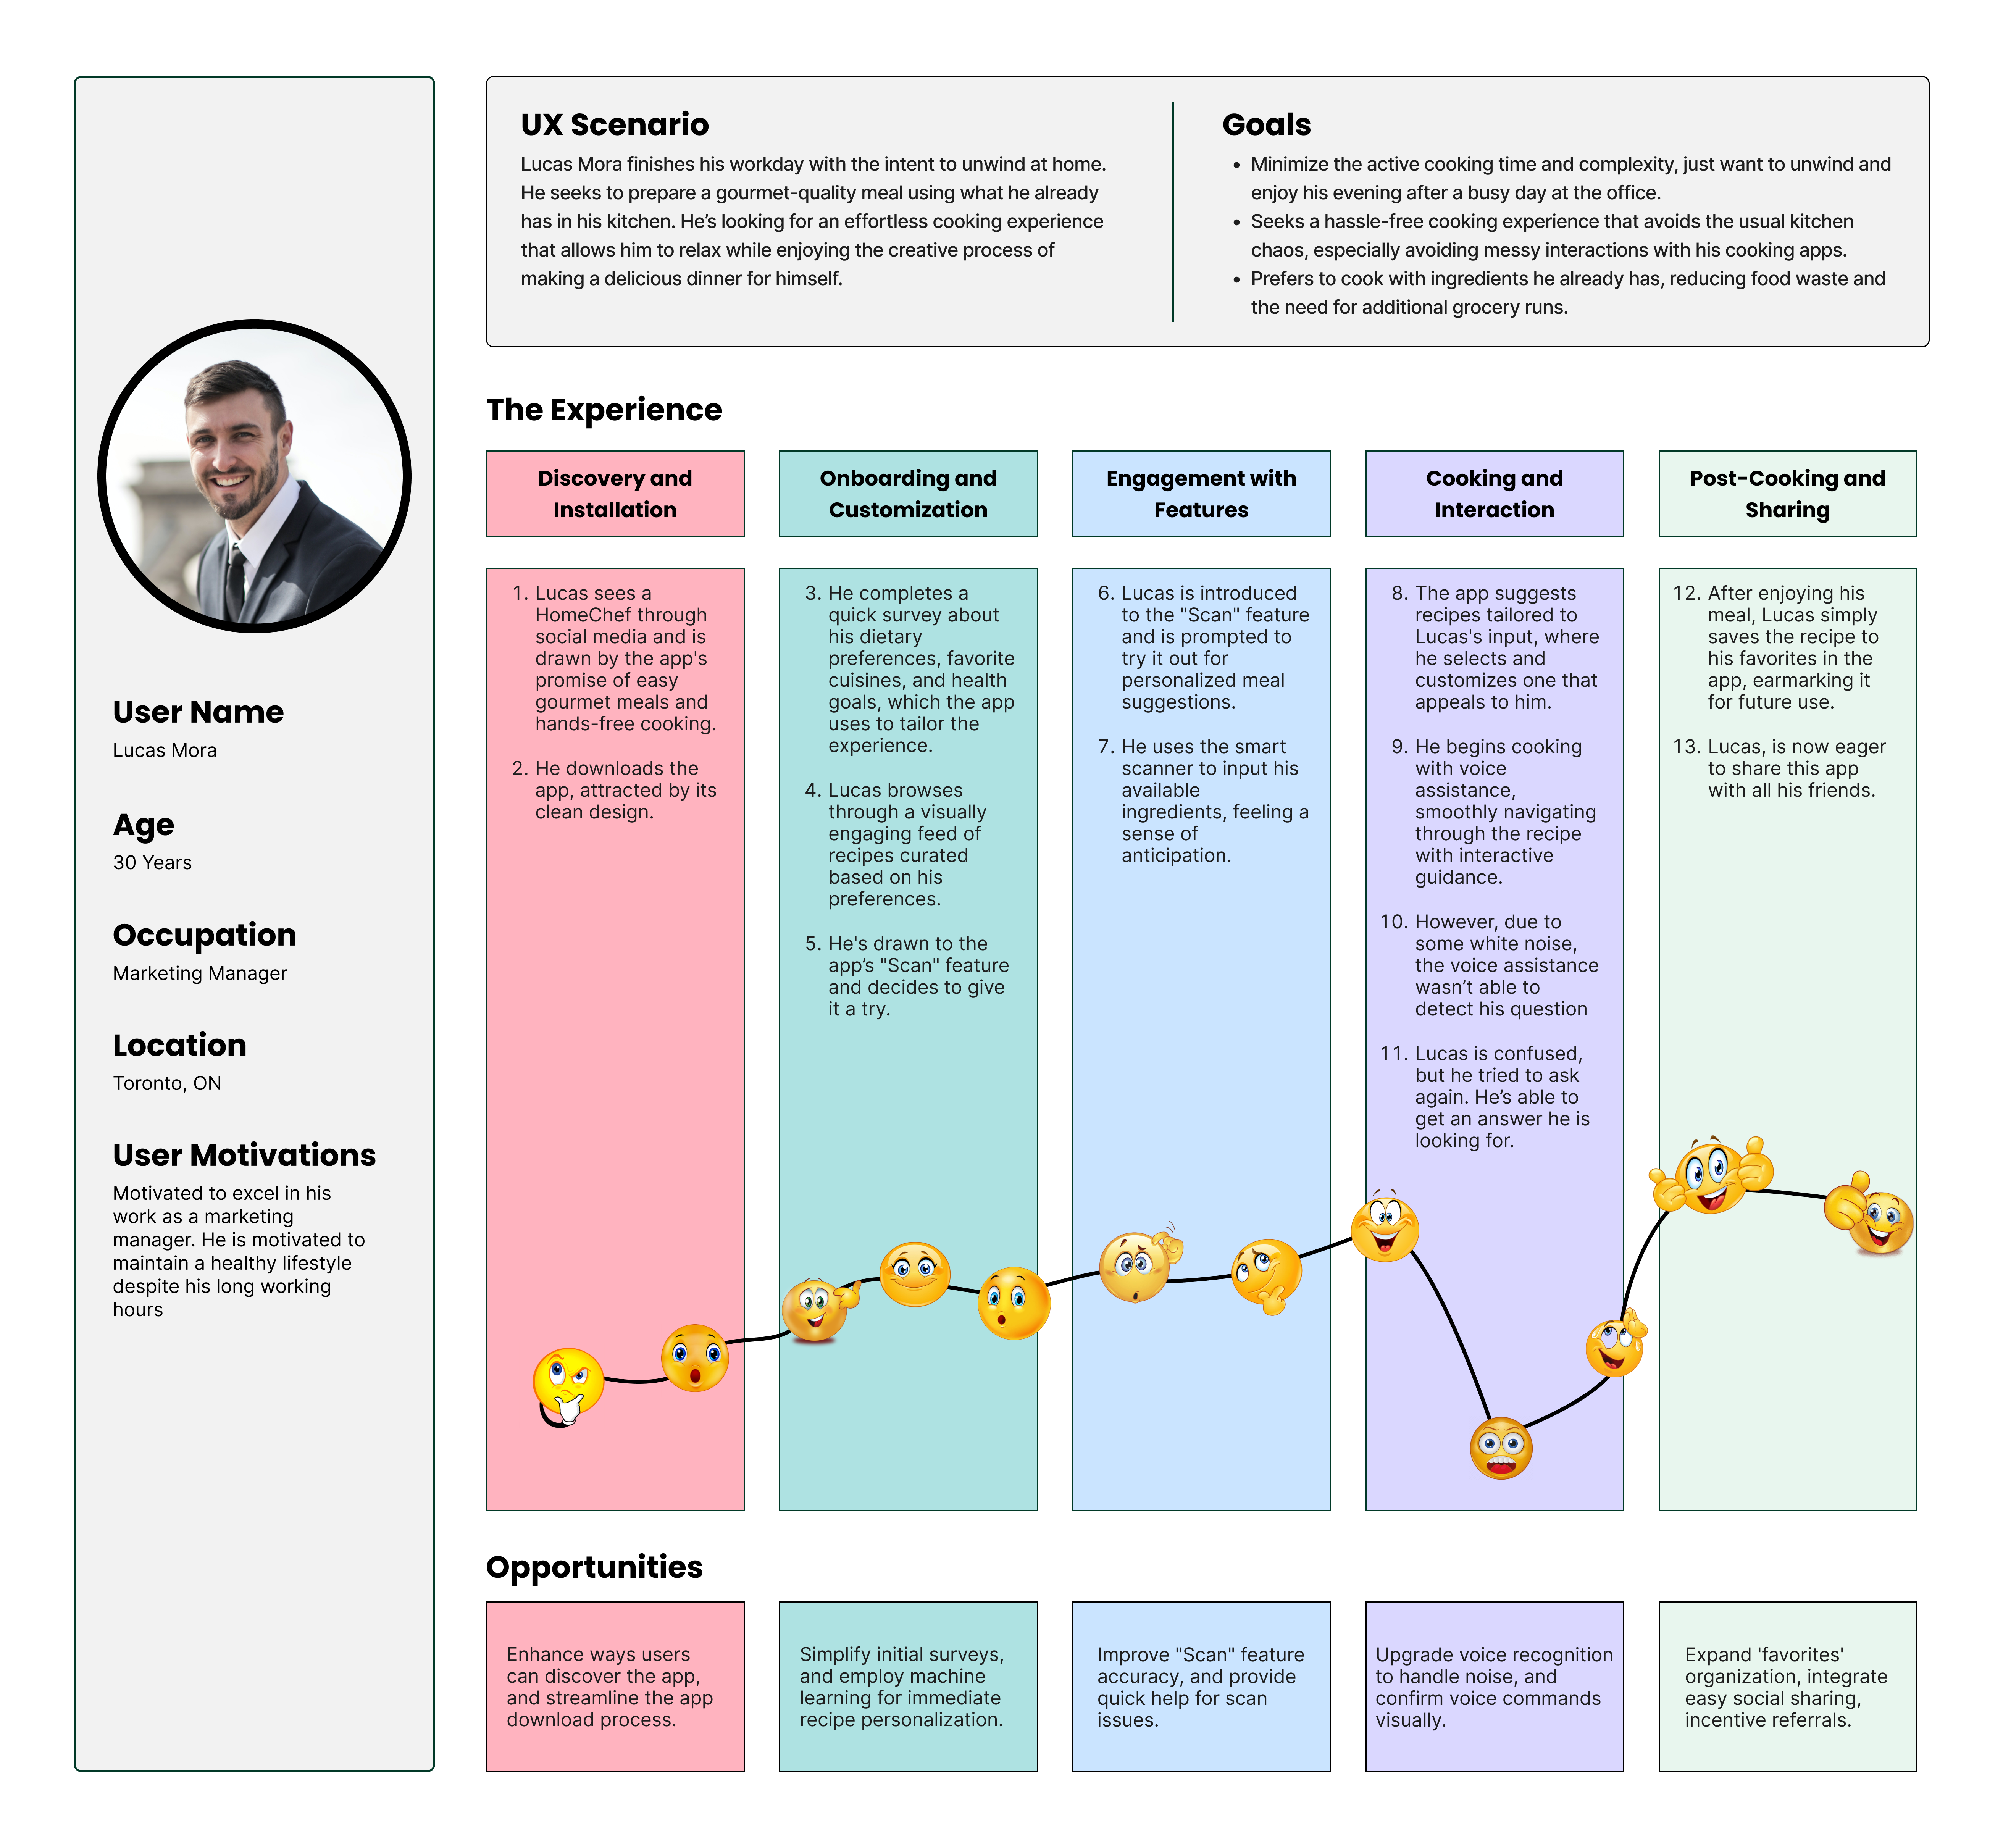 User Name
Lucas Mora
Age
30 Years
Occupation
Marketing Manager
Location
Toronto, ON
User Motivations
Motivated to excel in his
work as a marketing
manager. He is motivated to
maintain a healthy lifestyle
despite his long working
hours
UX Scenario
Lucas Mora finishes his workday with the intent to unwind at home.
He seeks to prepare a gourmet-quality meal using what he already
has in his kitchen. He’s looking for an effortless cooking experience
that allows him to relax while enjoying the creative process of
making a delicious dinner for himself.
Goals
• Minimize the active cooking time and complexity, just want to unwind and
enjoy his evening after a busy day at the office.
• Seeks a hassle-free cooking experience that avoids the usual kitchen
chaos, especially avoiding messy interactions with his cooking apps.
• Prefers to cook with ingredients he already has, reducing food waste and
the need for additional grocery runs.
The Experience
Discovery and
Installation
1. Lucas sees a
HomeChef through
social media and is
drawn by the app's
promise of easy
gourmet meals and
hands-free cooking.
2. He downloads the
app, attracted by its
clean design.
Onboarding and
Customization
3. He completes a
quick survey about
his dietary
preferences, favorite
cuisines, and health
goals, which the app
uses to tailor the
experience.
4. Lucas browses
through a visually
engaging feed of
recipes curated
based on his
preferences.
5. He's drawn to the
app’s "Scan" feature
and decides to give
it a try.
Engagement with
Features
6. Lucas is introduced
to the "Scan" feature
and is prompted to
try it out for
personalized meal
suggestions.
7. He uses the smart
scanner to input his
available
ingredients, feeling a
sense of
anticipation.
Cooking and
Interaction
8. The app suggests
recipes tailored to
Lucas's input, where
he selects and
customizes one that
appeals to him.
9. He begins cooking
with voice
assistance,
smoothly navigating
through the recipe
with interactive
guidance.
10. However, due to
some white noise,
the voice assistance
wasn’t able to
detect his question
11. Lucas is confused,
but he tried to ask
again. He’s able to
get an answer he is
looking for.
Post-Cooking and
Sharing
12. After enjoying his
meal, Lucas simply
saves the recipe to
his favorites in the
app, earmarking it
for future use.
13. Lucas, is now eager
to share this app
with all his friends.
Opportunities
Enhance ways users
can discover the app,
and streamline the app
download process.
Simplify initial surveys,
and employ machine
learning for immediate
recipe personalization.
Improve "Scan" feature
accuracy, and provide
quick help for scan
issues.
Upgrade voice recognition
to handle noise, and
confirm voice commands
visually.
Expand 'favorites'
organization, integrate
easy social sharing,
incentive referrals.